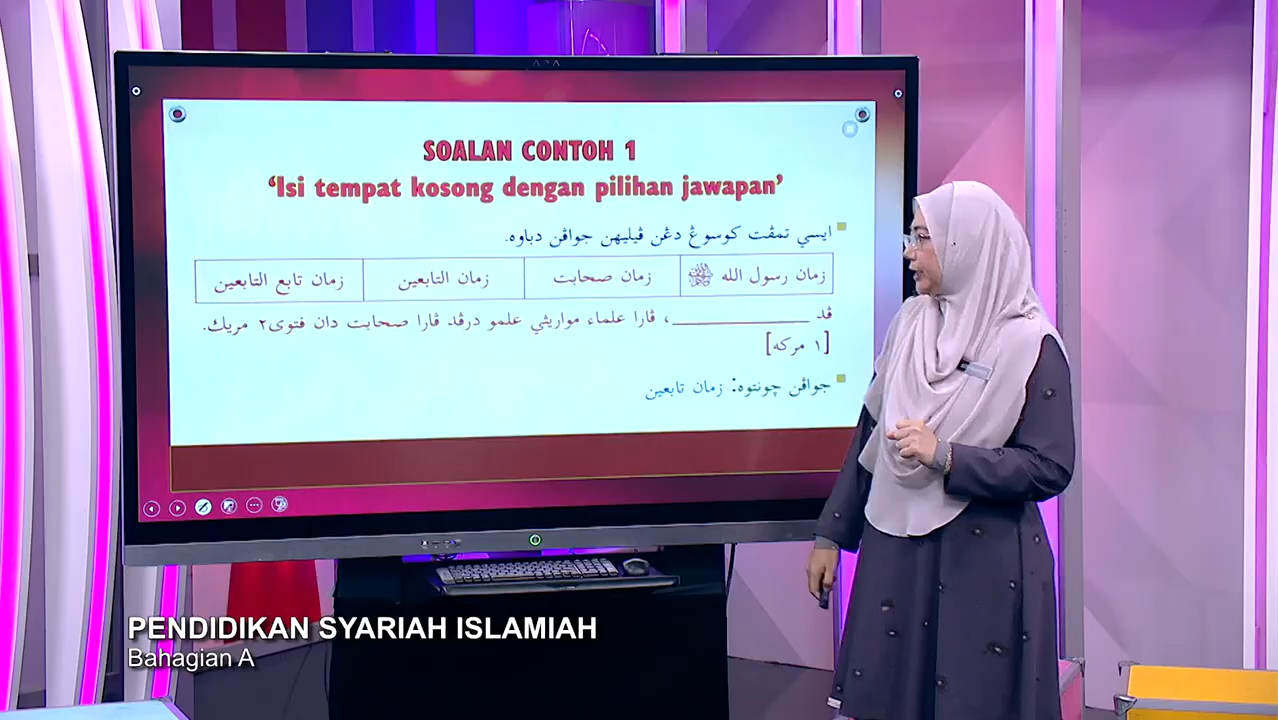 SOALAN CONTOH 1
‘Isi tempat kosong dengan pilihan jawapan’
ايسي تمڤت كوسوڠ دڠن ڤيليهن جواڤن دباوه.
زمان رسول الله ﷺ
زمان صحابت
زمان التابعين
زمان تابع التابعين
ڤد __________، ڤارا علماء مواريثي علمو درڤد ڤارا صحابت دان فتوى٢ مريك.
[١ مركه]
جواڤن چونتوه: زمان تابعين
PENDIDIKAN SYARIAH ISLAMIAH
Bahagian A